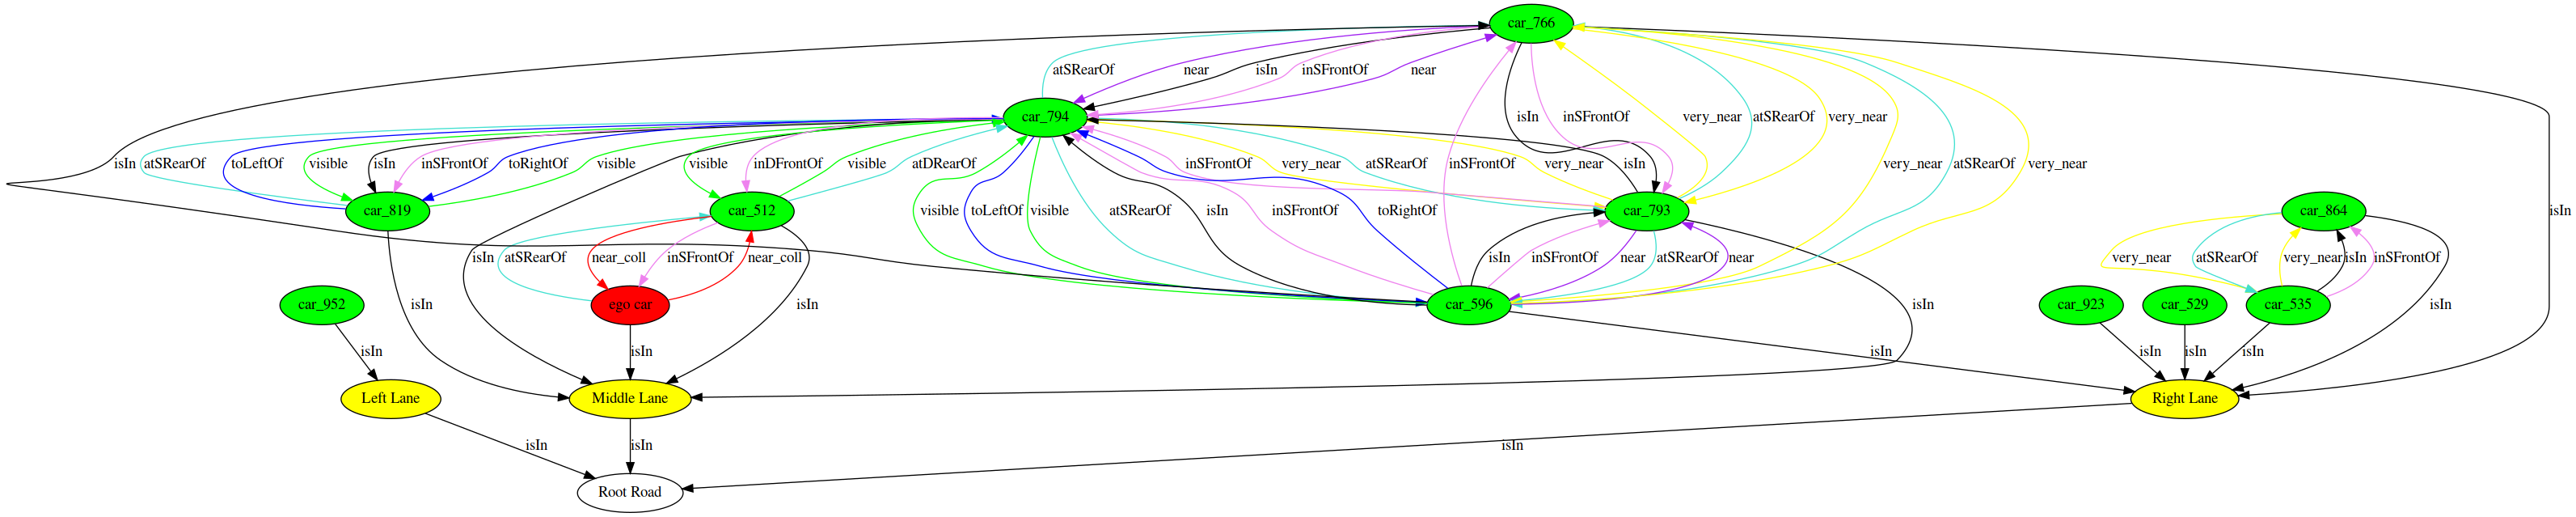 car_766
atSRearOf near isIn inSFrontOf near
car_794
isIn inSFrontOf very_near atSRearOf very_near
isIn atSRearOf toLeftOf visible isIn inSFrontOf toRightOf visible visible inDFrontOf visible atDRearOf inSFrontOf very_near atSRearOf inSFrontOf very_near isIn very_near atSRearOf very_near
car_819 car_512 visible toLeftOf visible atSRearOf isIn inSFrontOf toRightOf car_793 car_864 isIn
isIn atSRearOf near_coll inSFrontOf near_coll isIn inSFrontOf near atSRearOf near very_near atSRearOf very_near isIn inSFrontOf
car_952 isIn ego car isIn car_596 isIn car_923 car_529 car_535 isIn
isIn isIn isIn isIn isIn isIn
Left Lane Middle Lane Right Lane
isIn isIn isIn
Root Road